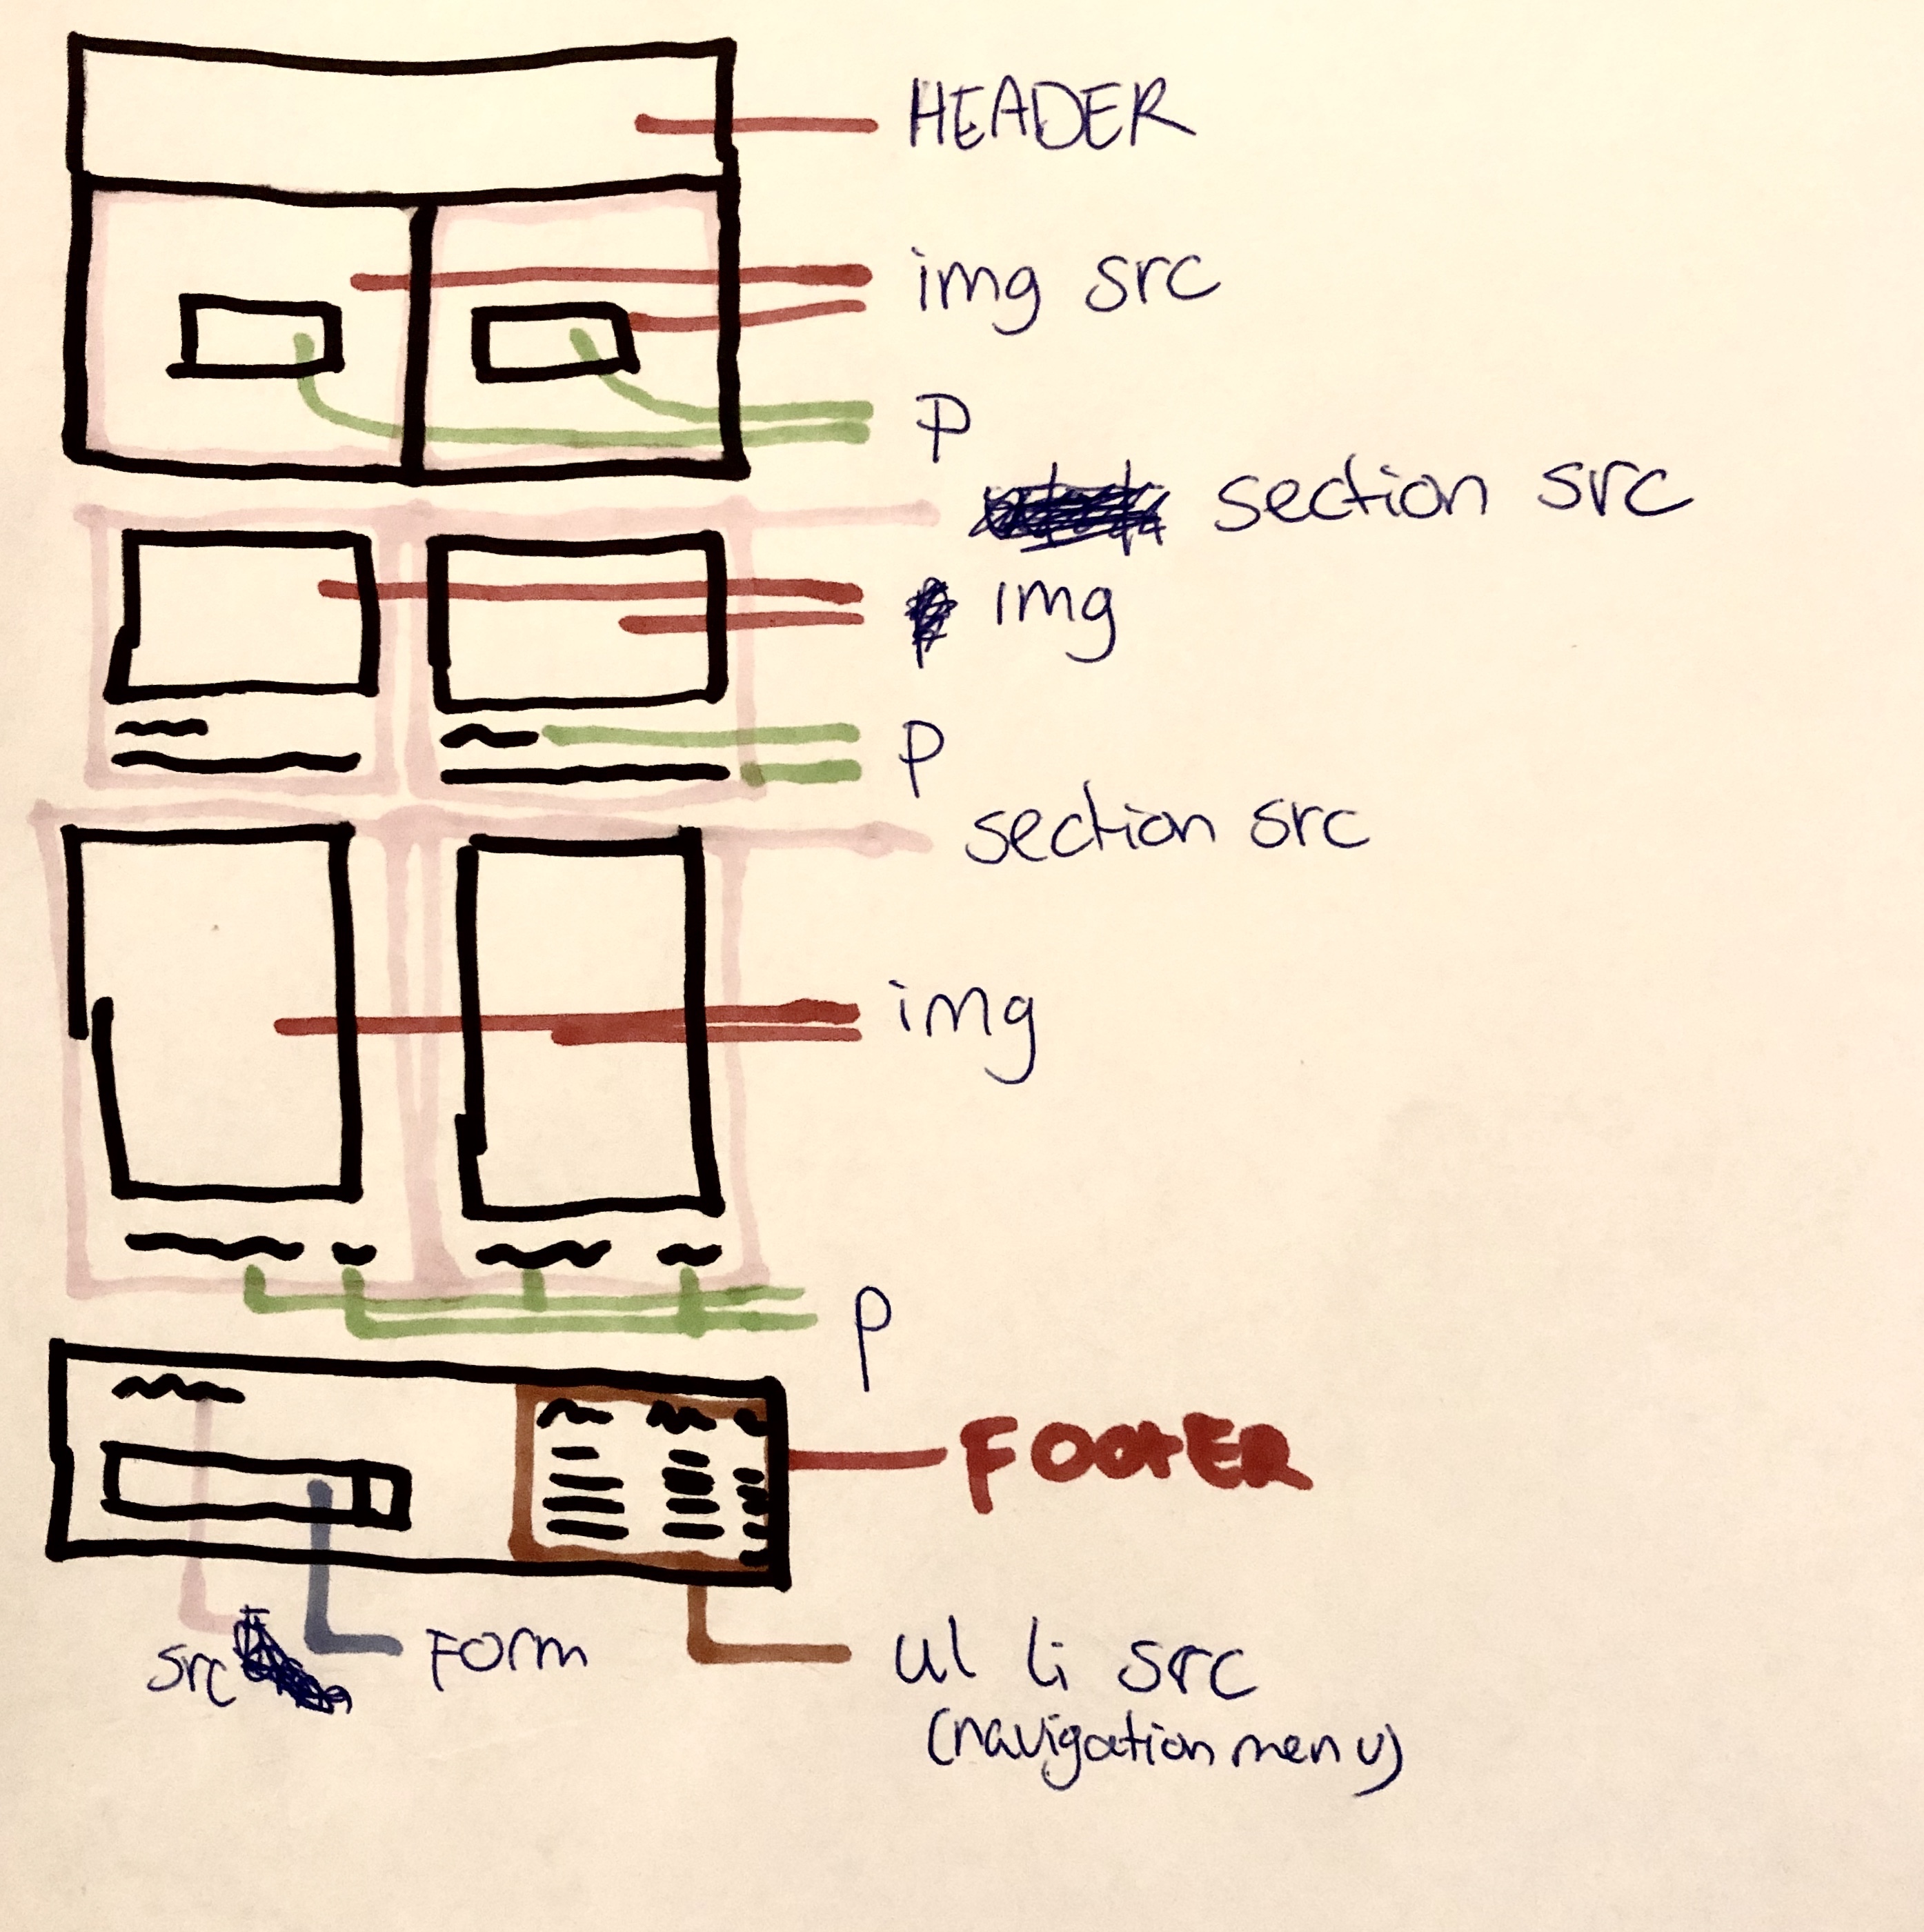 HEADER
img src
P
section src
img
P
section src
img
P
FOOTER
src
FORM
ul li src
(navigation menu)